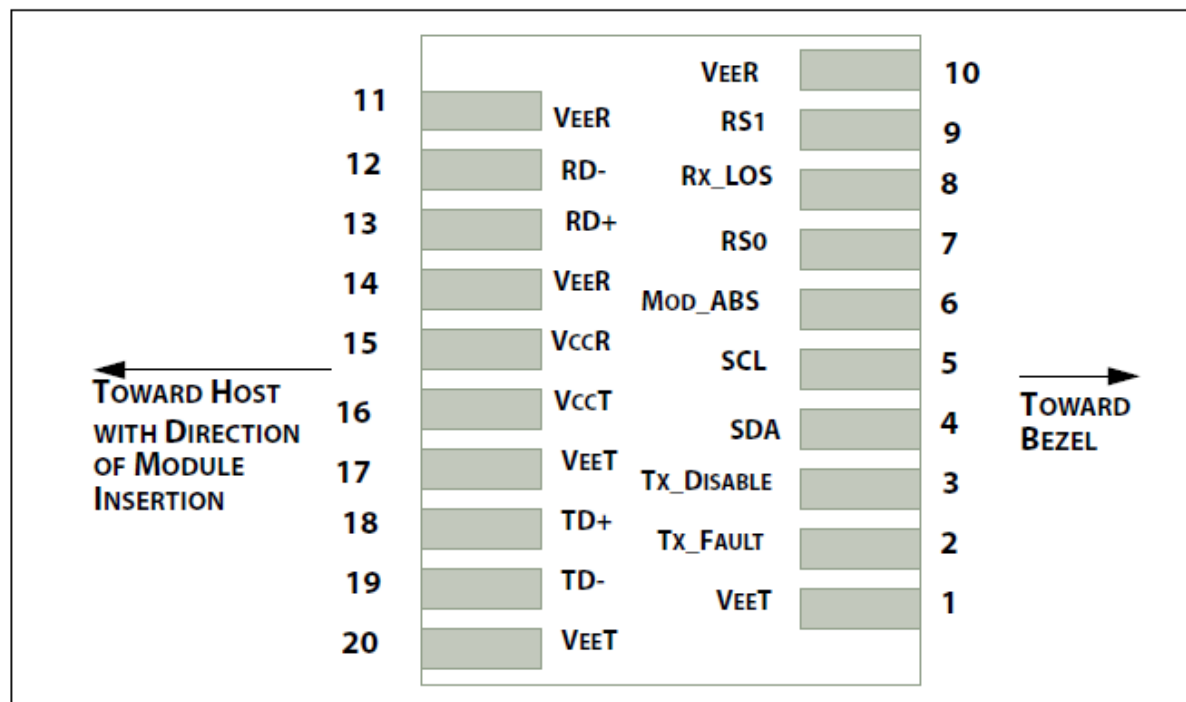 VEER 10
11 VEER
RS1 9
12 RD-
RX_LOS 8
13 RD+
RS0 7
14 VEER
MOD_ABS 6
15 VCCR
SCL 5
TOWARD HOST
WITH DIRECTION
OF MODULE
INSERTION
TOWARD
BEZEL
16 VCCT
SDA 4
17 VEET
TX_DISABLE 3
18 TD+
TX_FAULT 2
19 TD-
VEET 1
20 VEET